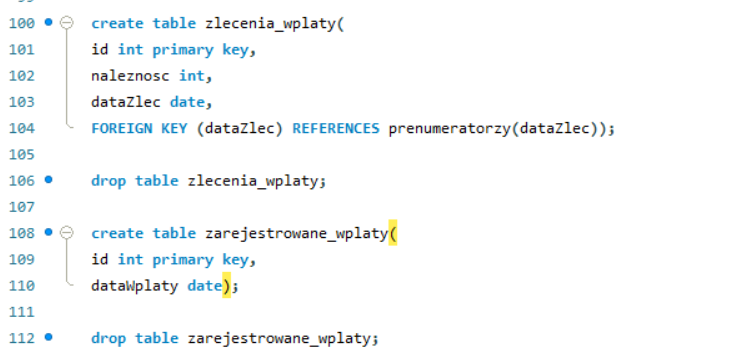 100 create table zlecenia_wplaty(
101 id int primary key,
102 naleznosc int,
103 dataZlec date,
104 FOREIGN KEY (dataZlec) REFERENCES prenumeratorzy(dataZlec));
105
106 drop table zlecenia_wplaty;
107
108 create table zarejestrowane_wplaty(
109 id int primary key,
110 dataWplaty date);
111
112 drop table zarejestrowane_wplaty;